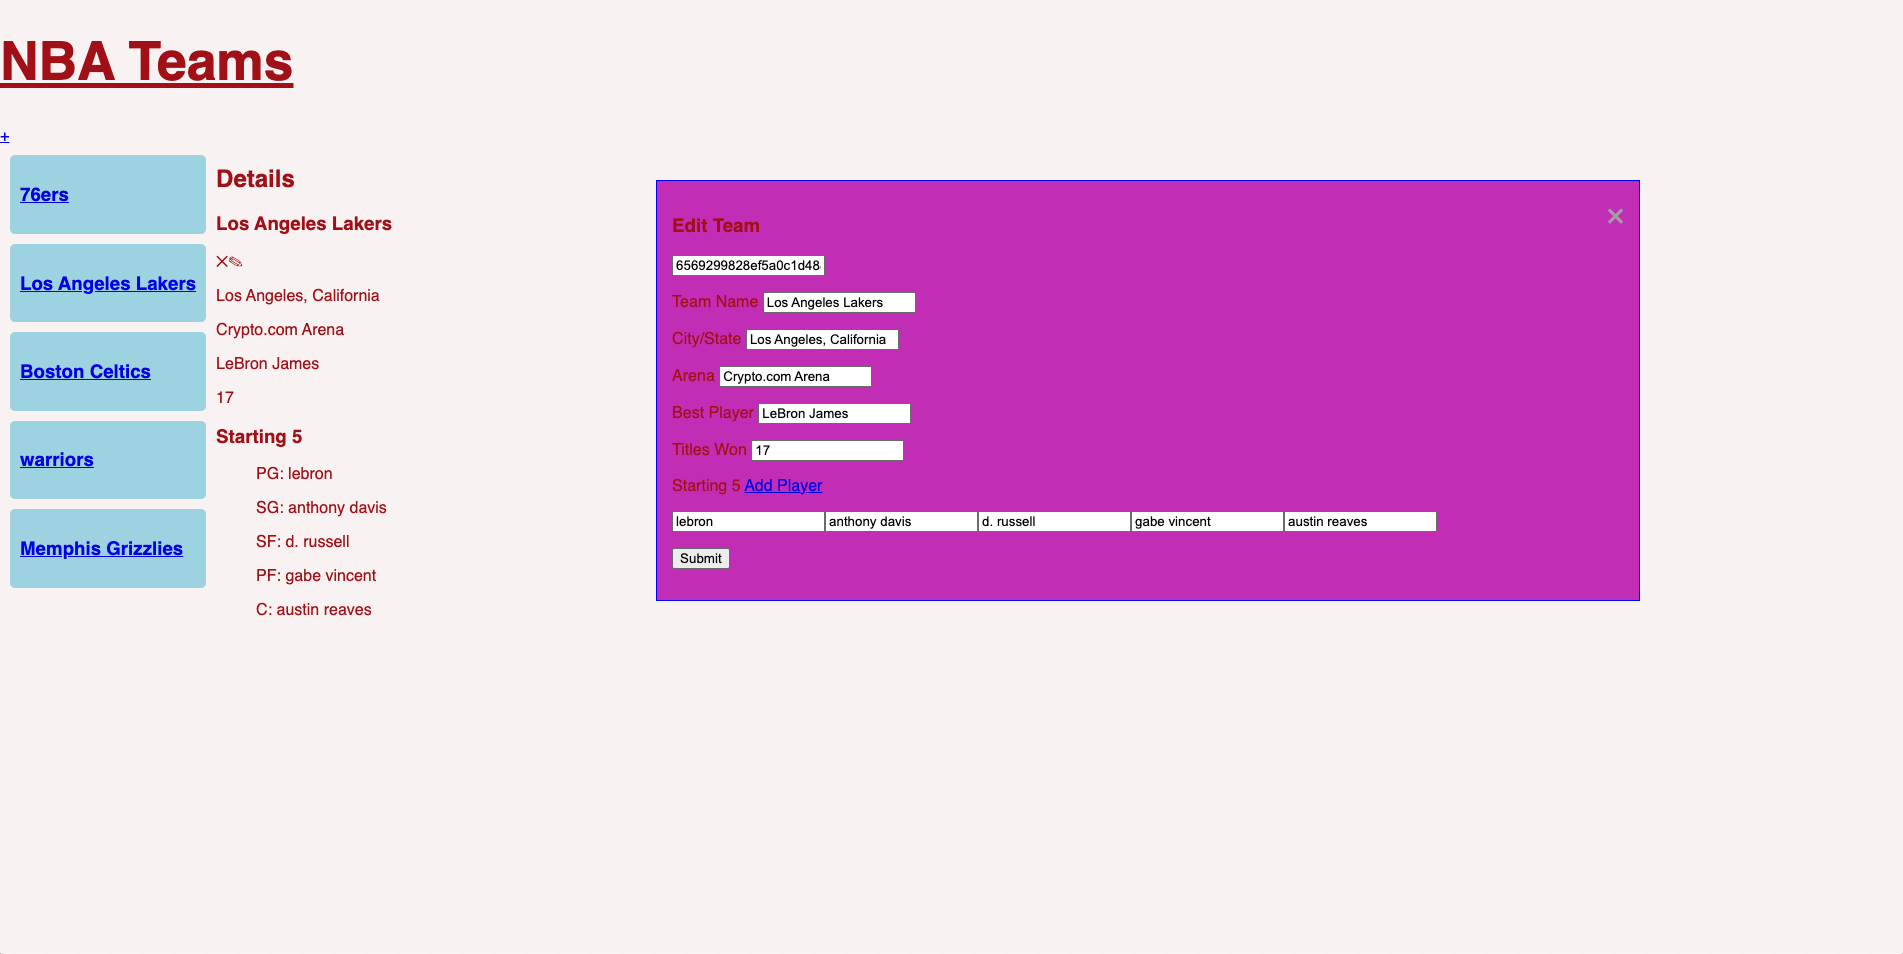 NBA Teams
+
76ers
Los Angeles Lakers
Boston Celtics
warriors
Memphis Grizzlies
Details
Los Angeles Lakers
✕✎
Los Angeles, California
Crypto.com Arena
LeBron James
17
Starting 5
PG: lebron
SG: anthony davis
SF: d. russell
PF: gabe vincent
C: austin reaves
×
Edit Team
6569299828ef5a0c1d48
Team Name Los Angeles Lakers
City/State Los Angeles, California
Arena Crypto.com Arena
Best Player LeBron James
Titles Won 17
Starting 5 Add Player
lebron anthony davis d. russell gabe vincent austin reaves
Submit